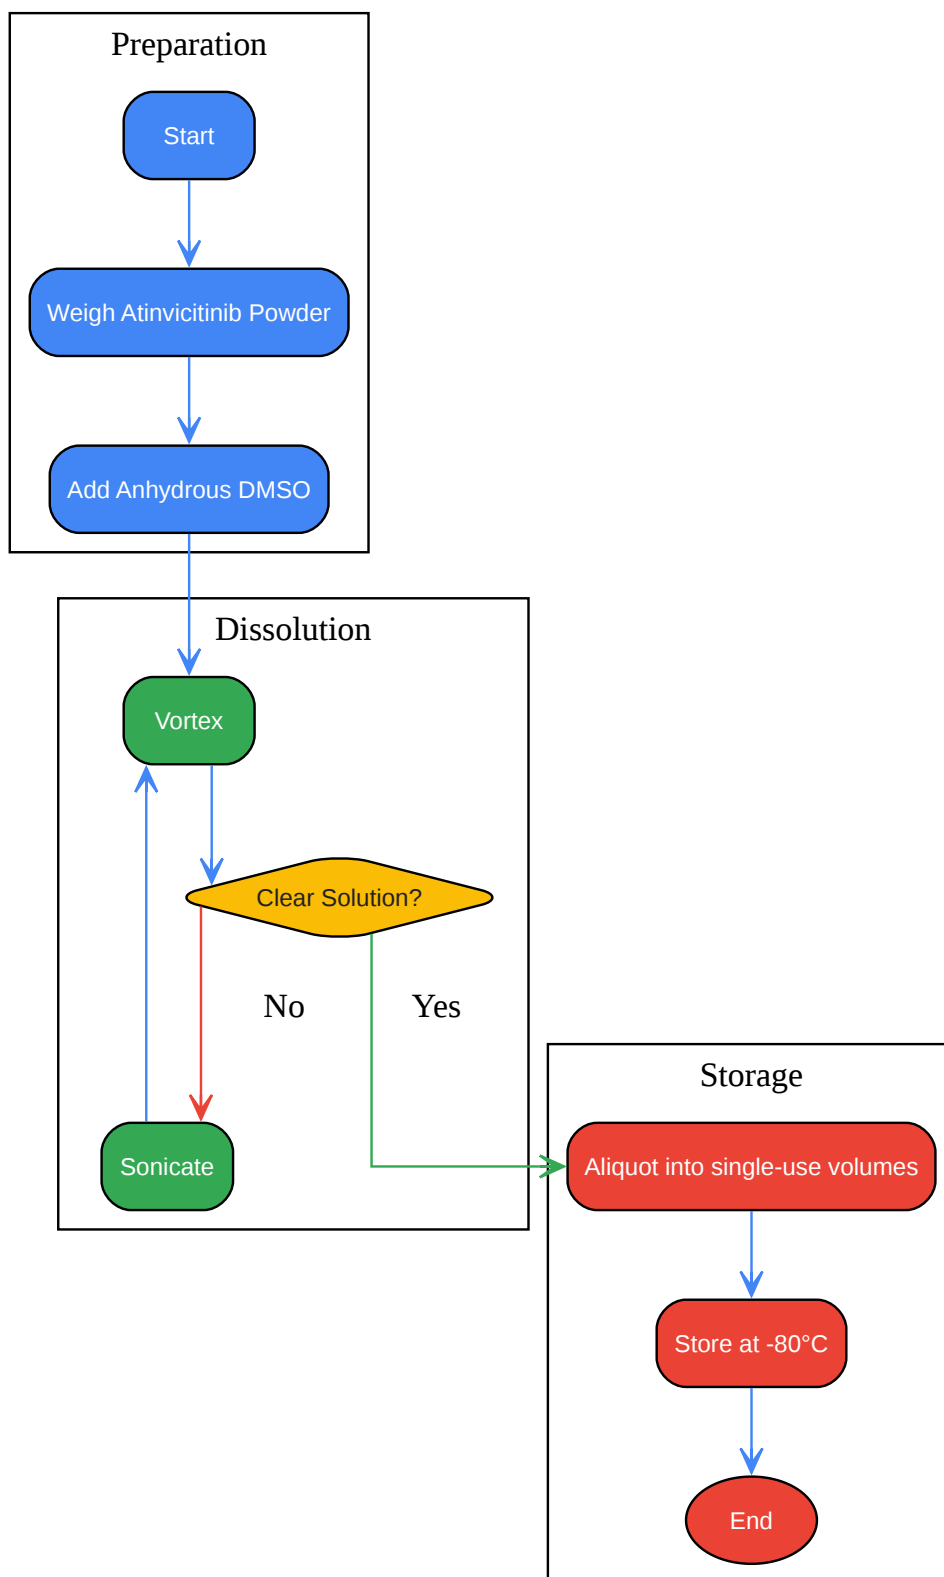 Preparation
Start
Weigh Atinvicitinib Powder
Add Anhydrous DMSO
Dissolution
Vortex
Clear Solution?
No
Yes
Sonicate
Storage
Aliquot into single-use volumes
Store at -80°C
End